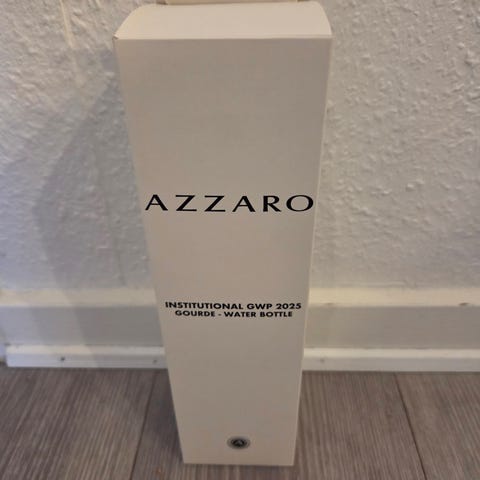 AZZARO
INSTITUTIONAL GWP 2025
GOURDE - WATER BOTTLE